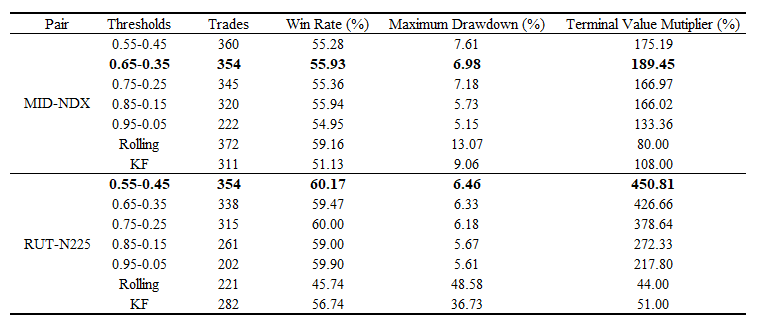 Pair Thresholds Trades Win Rate (%) Maximum Drawdown (%) Terminal Value Mutiplier (%)
0.55-0.45 360 55.28 7.61 175.19
0.65-0.35 354 55.93 6.98 189.45
0.75-0.25 345 55.36 7.18 166.97
MID-NDX 0.85-0.15 320 55.94 5.73 166.02
0.95-0.05 222 54.95 5.15 133.36
Rolling 372 59.16 13.07 80.00
KF 311 51.13 9.06 108.00
0.55-0.45 354 60.17 6.46 450.81
0.65-0.35 338 59.47 6.33 426.66
0.75-0.25 315 60.00 6.18 378.64
RUT-N225 0.85-0.15 261 59.00 5.67 272.33
0.95-0.05 202 59.90 5.61 217.80
Rolling 221 45.74 48.58 44.00
KF 282 56.74 36.73 51.00